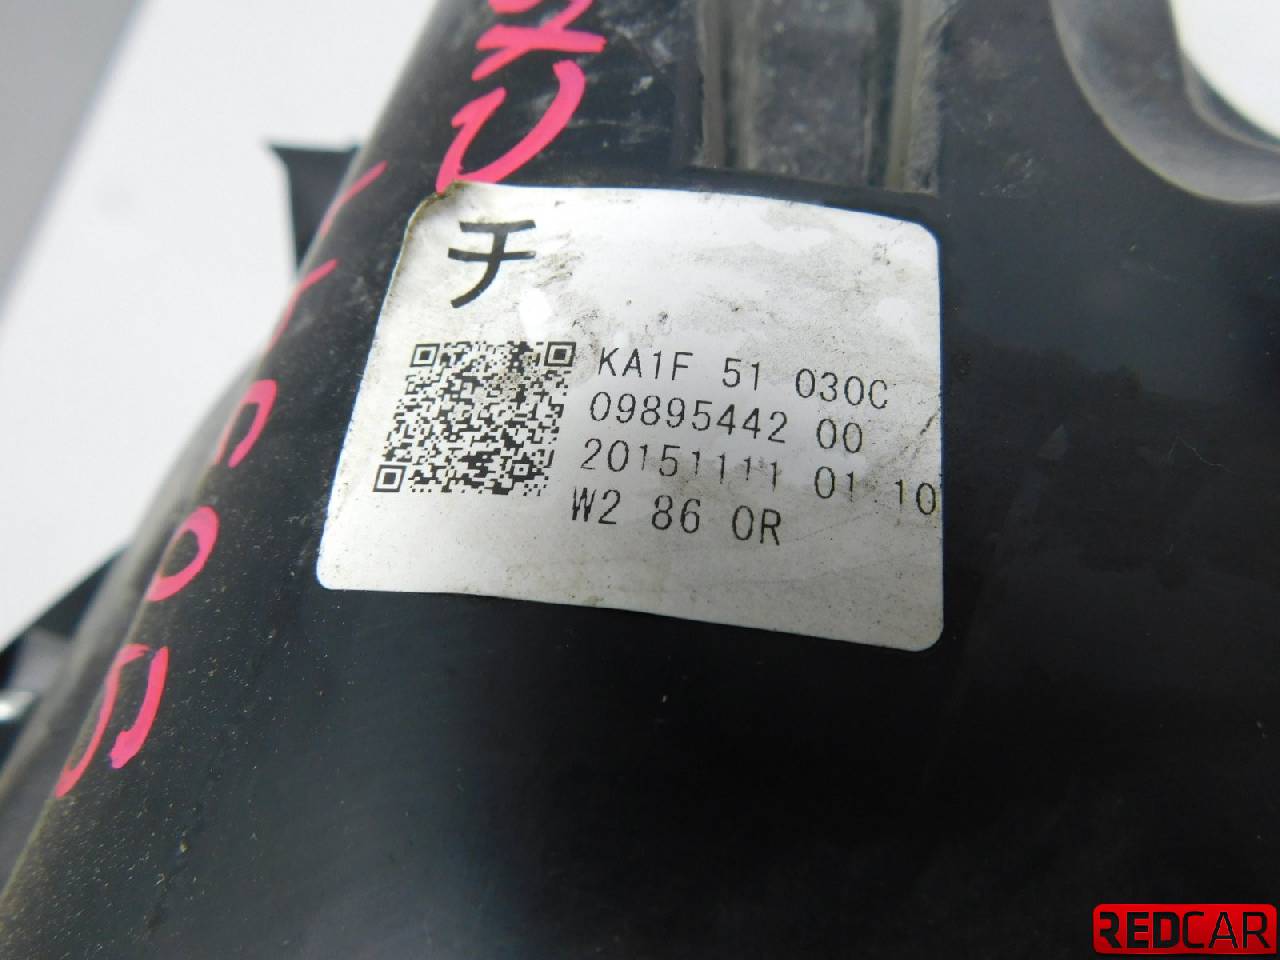 チ
KA1F 51 030C
09895442 00
20151111 01 10
W2 86 0R
REDCAR